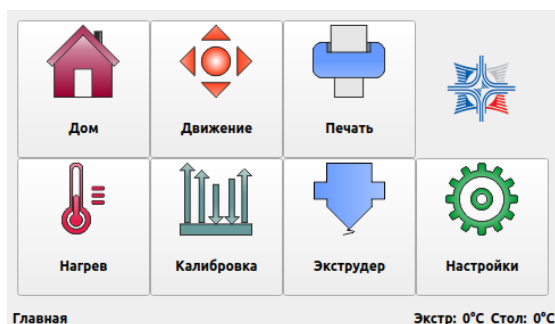 Дом Движение Печать
Нагрев Калибровка Экструдер Настройки
Главная Экстр: 0°C Стол: 0°C